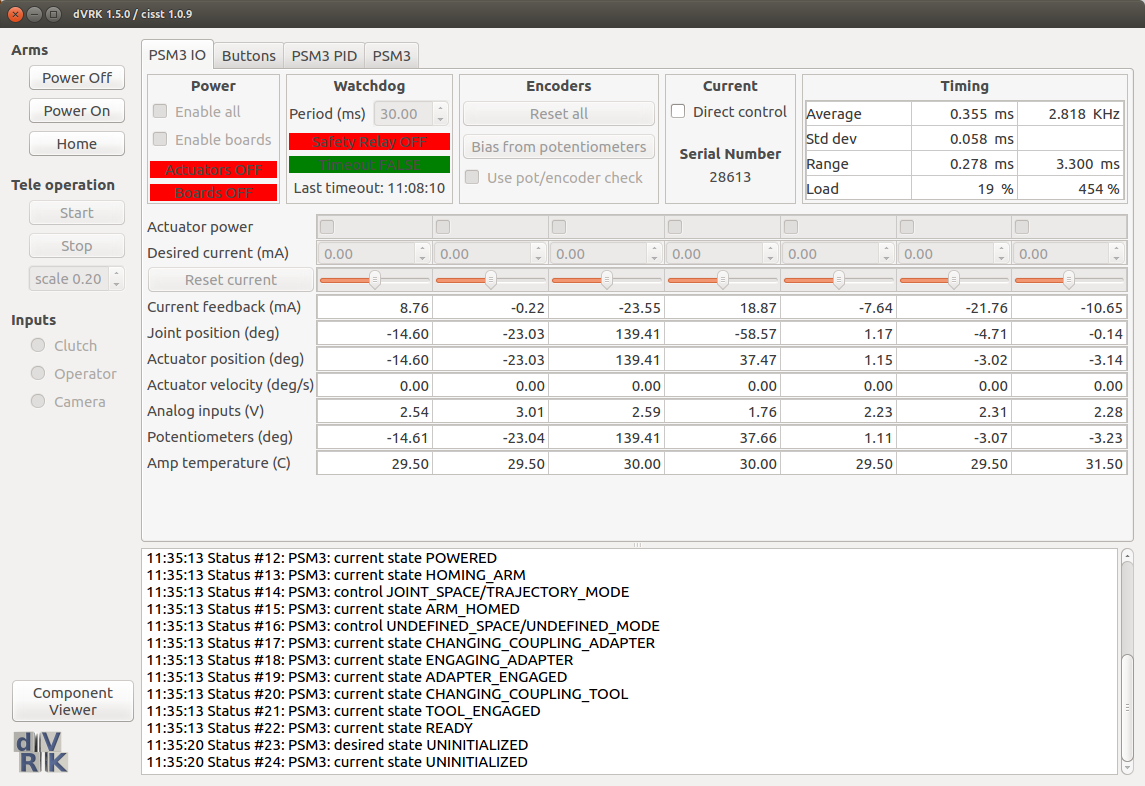 dVRK 1.5.0 / cisst 1.0.9
Arms
Power Off
Power On
Home
Tele operation
Start
Stop
scale 0.20
Inputs
Clutch
Operator
Camera
Component
Viewer
dV
RK
PSM3 IO Buttons PSM3 PID PSM3
Power
Enable all
Enable boards
Actuators OFF
Boards OFF
Watchdog
Period (ms) 30.00
Safety Relay OFF
Timeout FALSE
Last timeout: 11:08:10
Encoders
Reset all
Bias from potentiometers
Use pot/encoder check
Current
Direct control
Serial Number
28613
Timing
Average 0.355 ms 2.818 KHz
Std dev 0.058 ms
Range 0.278 ms 3.300 ms
Load 19 % 454 %
Actuator power
Desired current (mA) 0.00 0.00 0.00 0.00 0.00 0.00 0.00
Reset current
Current feedback (mA) 8.76 -0.22 -23.55 18.87 -7.64 -21.76 -10.65
Joint position (deg) -14.60 -23.03 139.41 -58.57 1.17 -4.71 -0.14
Actuator position (deg) -14.60 -23.03 139.41 37.47 1.15 -3.02 -3.14
Actuator velocity (deg/s) 0.00 0.00 0.00 0.00 0.00 0.00 0.00
Analog inputs (V) 2.54 3.01 2.59 1.76 2.23 2.31 2.28
Potentiometers (deg) -14.61 -23.04 139.41 37.66 1.11 -3.07 -3.23
Amp temperature (C) 29.50 29.50 30.00 30.00 29.50 29.50 31.50
11:35:13 Status #12: PSM3: current state POWERED
11:35:13 Status #13: PSM3: current state HOMING_ARM
11:35:13 Status #14: PSM3: control JOINT_SPACE/TRAJECTORY_MODE
11:35:13 Status #15: PSM3: current state ARM_HOMED
11:35:13 Status #16: PSM3: control UNDEFINED_SPACE/UNDEFINED_MODE
11:35:13 Status #17: PSM3: current state CHANGING_COUPLING_ADAPTER
11:35:13 Status #18: PSM3: current state ENGAGING_ADAPTER
11:35:13 Status #19: PSM3: current state ADAPTER_ENGAGED
11:35:13 Status #20: PSM3: current state CHANGING_COUPLING_TOOL
11:35:13 Status #21: PSM3: current state TOOL_ENGAGED
11:35:13 Status #22: PSM3: current state READY
11:35:20 Status #23: PSM3: desired state UNINITIALIZED
11:35:20 Status #24: PSM3: current state UNINITIALIZED